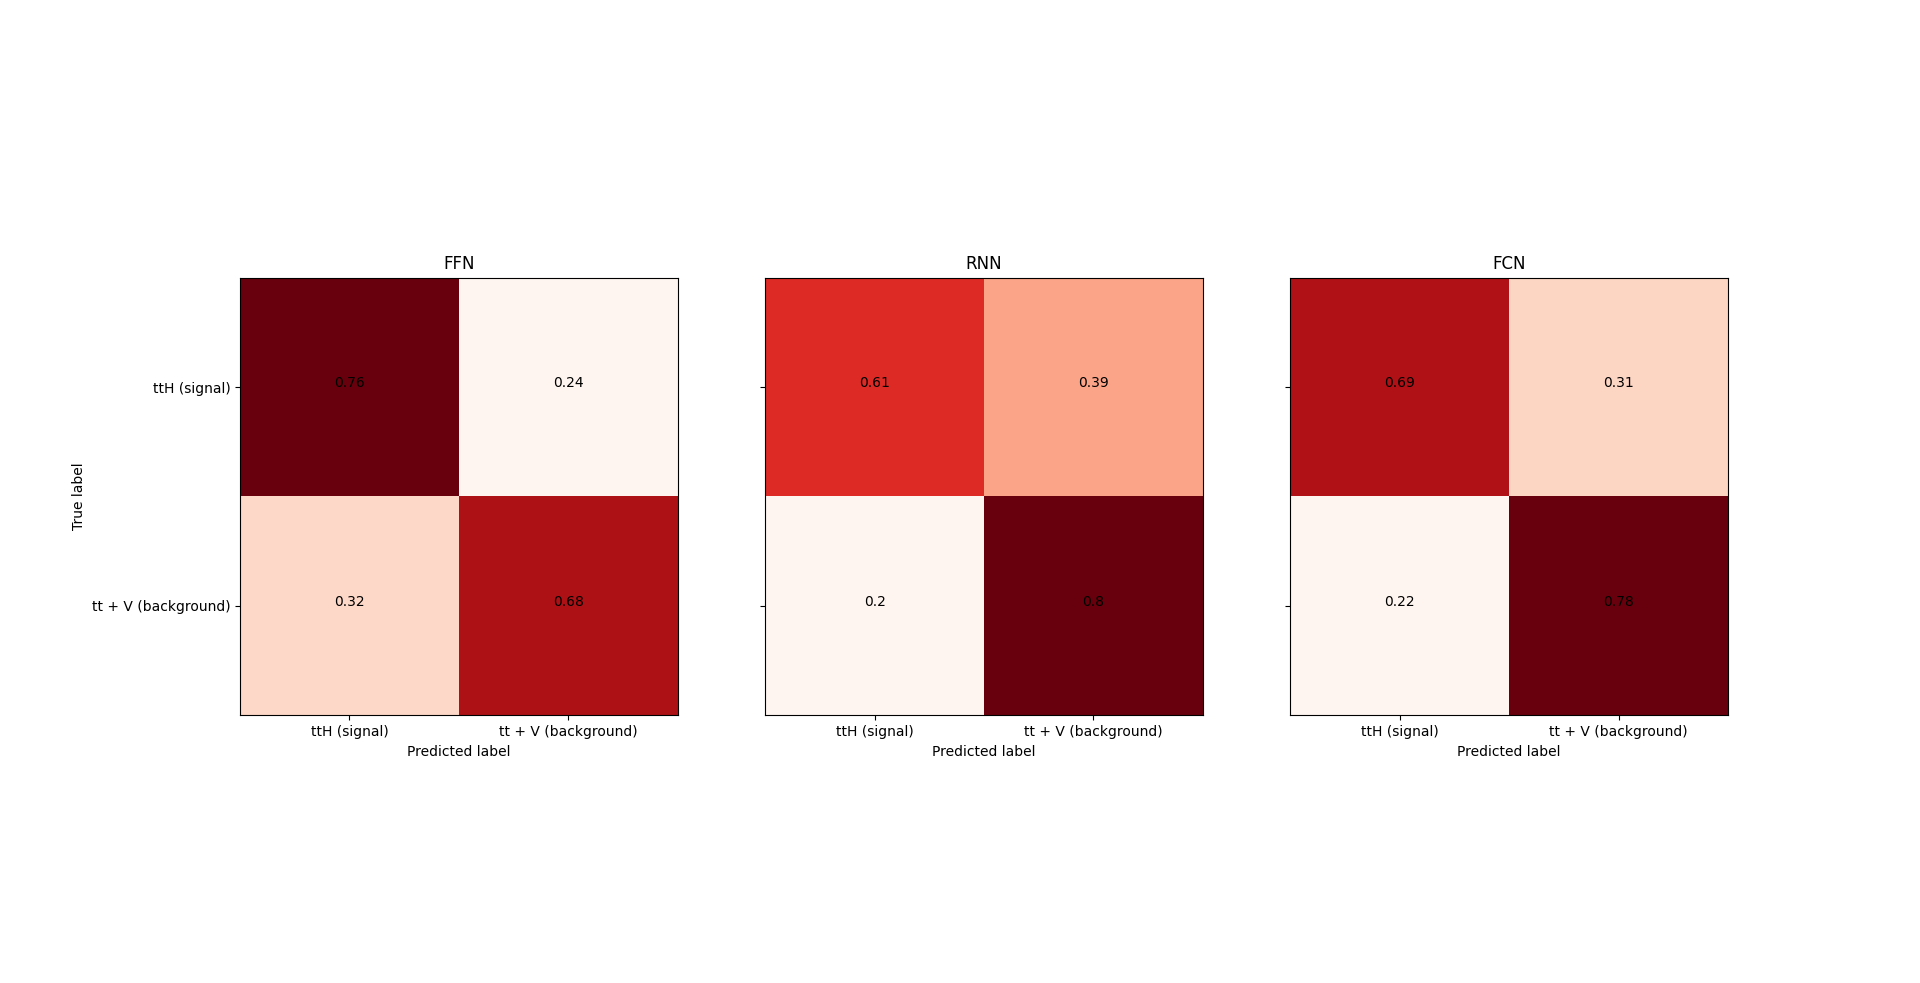 FFN
RNN
FCN
True label
ttH (signal)
0.76
0.24
0.61
0.39
0.69
0.31
tt + V (background)
0.32
0.68
0.2
0.8
0.22
0.78
ttH (signal)
tt + V (background)
ttH (signal)
tt + V (background)
ttH (signal)
tt + V (background)
Predicted label
Predicted label
Predicted label